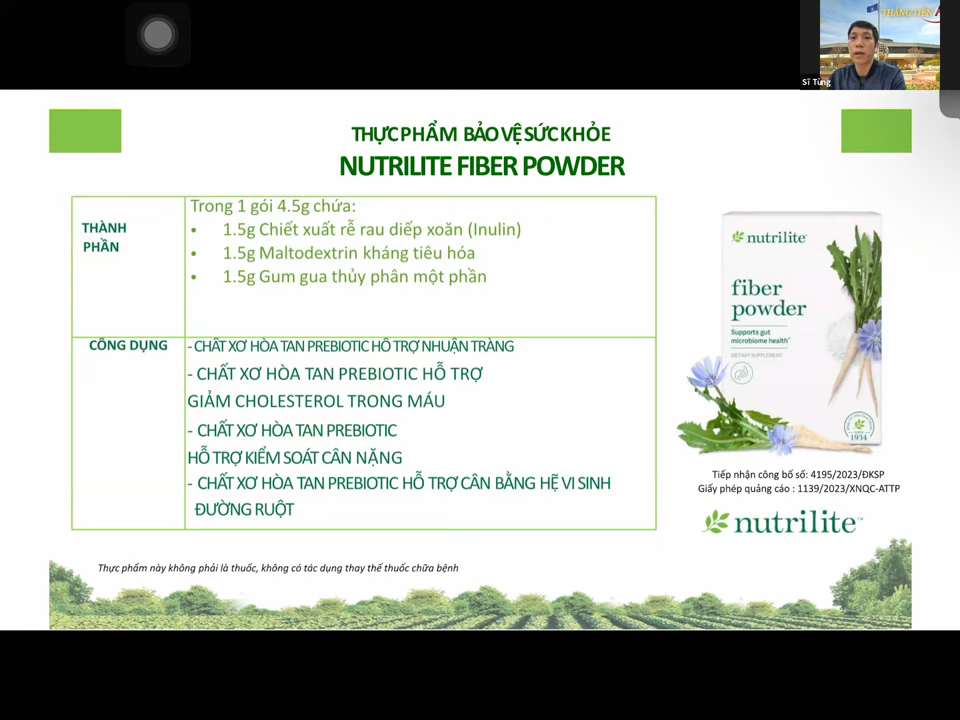 THẮNG TIẾN
Sĩ Tùng
THỰC PHẨM BẢO VỆ SỨC KHỎE
NUTRILITE FIBER POWDER
THÀNH
PHẦN
Trong 1 gói 4.5g chứa:
• 1.5g Chiết xuất rễ rau diếp xoăn (Inulin)
• 1.5g Maltodextrin kháng tiêu hóa
• 1.5g Gum gua thủy phân một phần
CÔNG DỤNG
- CHẤT XƠ HÒA TAN PREBIOTIC HỖ TRỢ NHUẬN TRÀNG
- CHẤT XƠ HÒA TAN PREBIOTIC HỖ TRỢ
GIẢM CHOLESTEROL TRONG MÁU
- CHẤT XƠ HÒA TAN PREBIOTIC
HỖ TRỢ KIỂM SOÁT CÂN NẶNG
- CHẤT XƠ HÒA TAN PREBIOTIC HỖ TRỢ CÂN BẰNG HỆ VI SINH
ĐƯỜNG RUỘT
nutrilite
fiber
powder
Supports gut
microbiome health
DIETARY SUPPLEMENT
1934
Tiếp nhận công bố số: 4195/2023/ĐKSP
Giấy phép quảng cáo : 1139/2023/XNQC-ATTP
nutrilite™
Thực phẩm này không phải là thuốc, không có tác dụng thay thế thuốc chữa bệnh